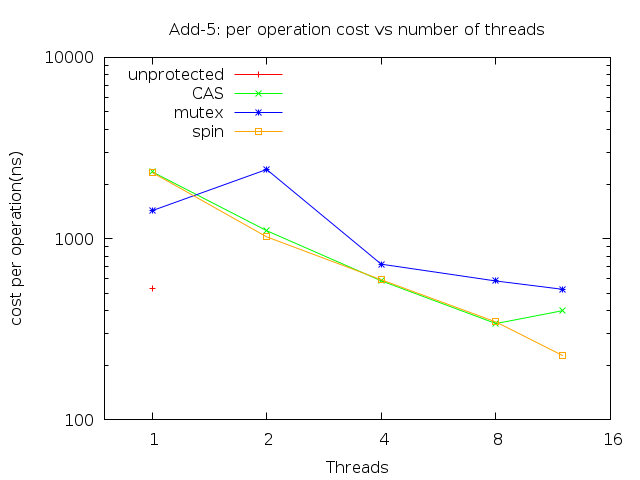 Add-5: per operation cost vs number of threads
10000
1000
100
cost per operation(ns)
unprotected
CAS
mutex
spin
1 2 4 8 16
Threads